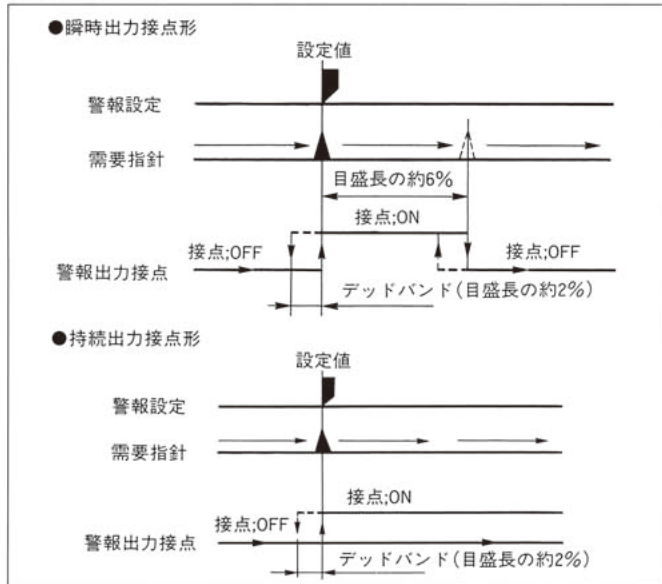 ●瞬時出力接点形
設定値
警報設定
需要指針
目盛長の約6%
接点;ON
接点;OFF
接点;OFF
警報出力接点
デッドバンド(目盛長の約2%)
●持続出力接点形
設定値
警報設定
需要指針
接点;ON
接点;OFF
警報出力接点
デッドバンド(目盛長の約2%)